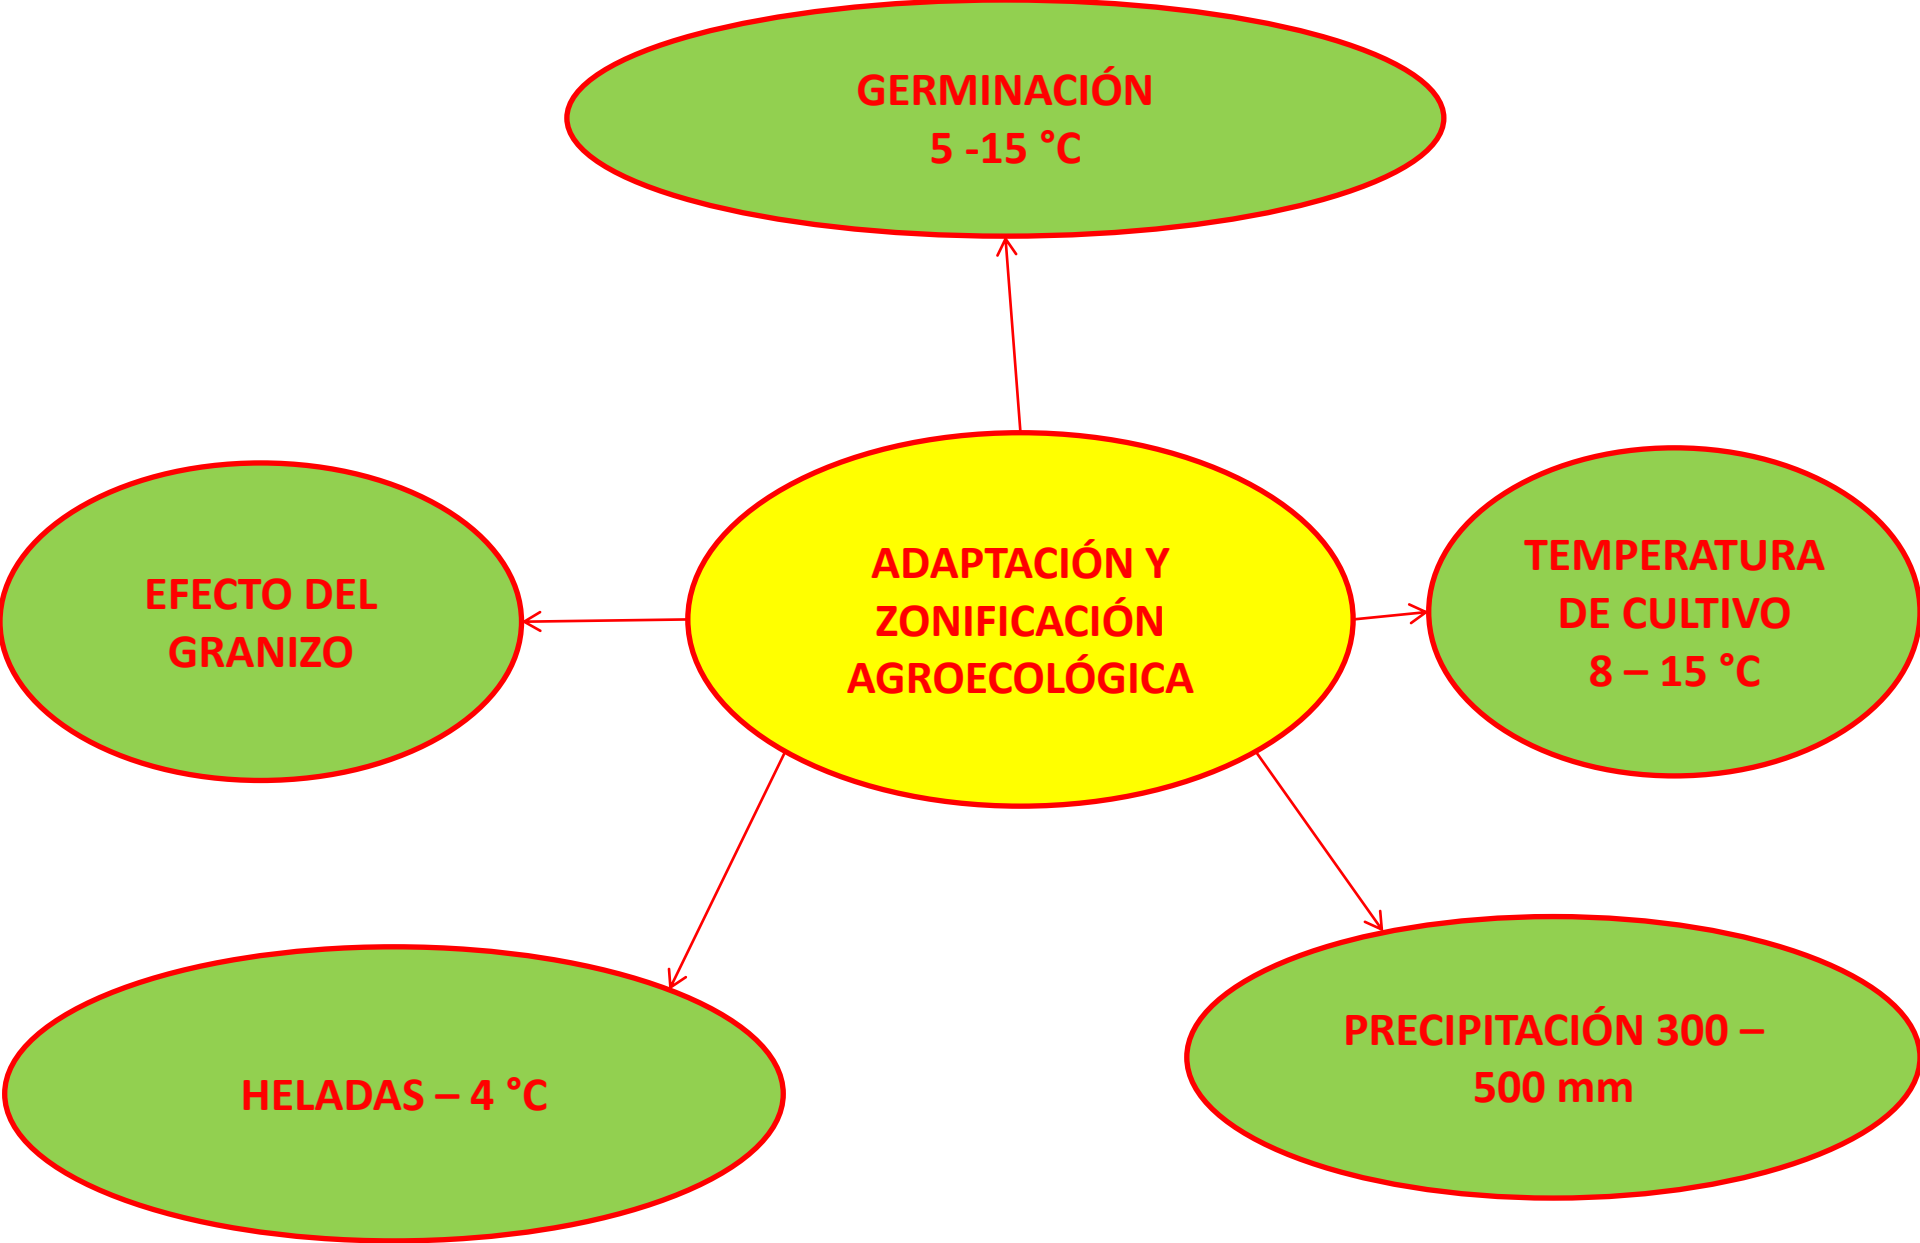 GERMINACIÓN
5 -15 °C
ADAPTACIÓN Y
ZONIFICACIÓN
AGROECOLÓGICA
TEMPERATURA
DE CULTIVO
8 – 15 °C
EFECTO DEL
GRANIZO
HELADAS – 4 °C
PRECIPITACIÓN 300 –
500 mm